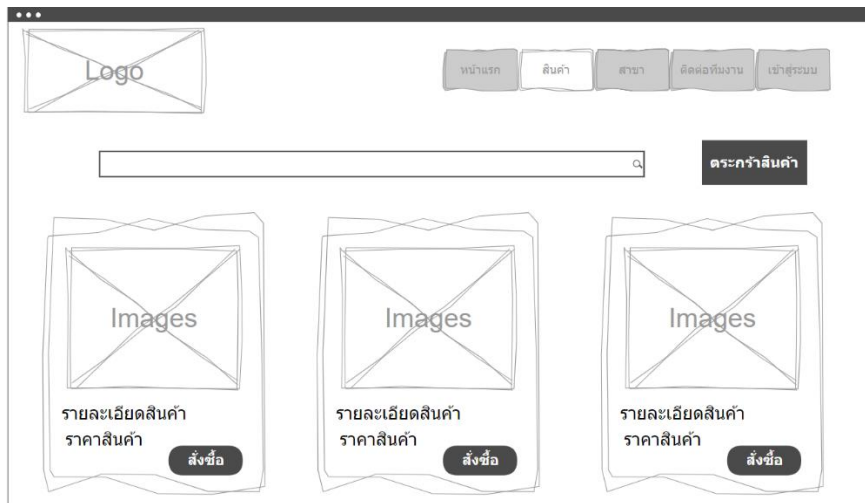 Logo
หน้าแรก สินค้า สาขา ติดต่อทีมงาน เข้าสู่ระบบ
ตระกร้าสินค้า
Images Images Images
รายละเอียดสินค้า รายละเอียดสินค้า รายละเอียดสินค้า
ราคาสินค้า ราคาสินค้า ราคาสินค้า
สั่งซื้อ สั่งซื้อ สั่งซื้อ